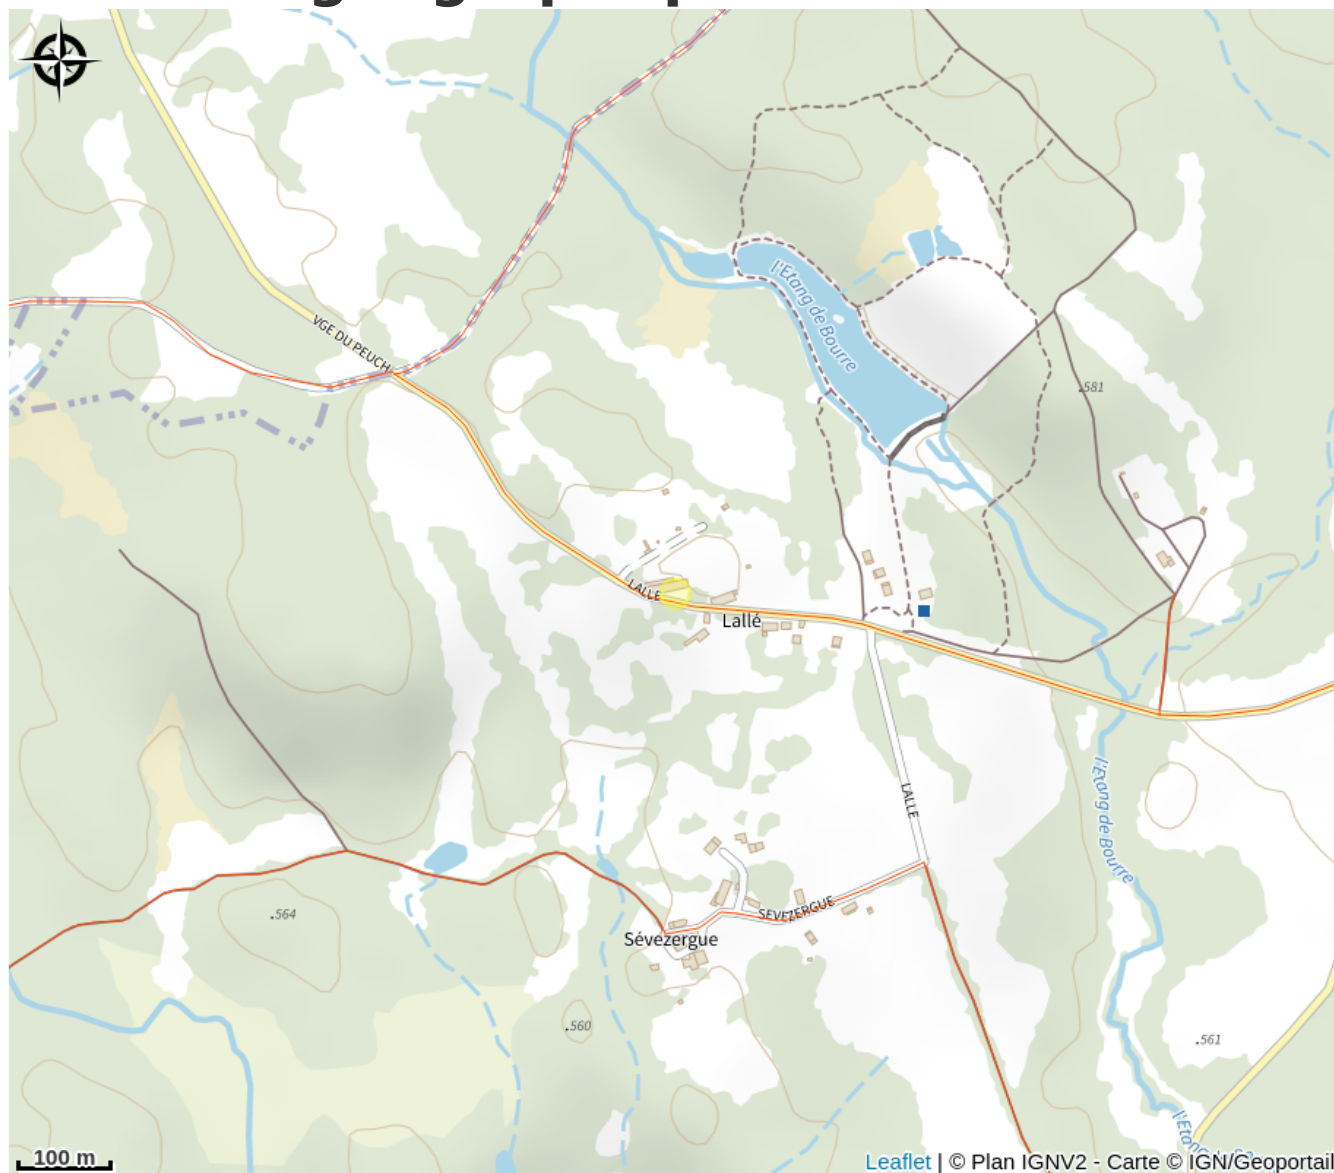 l'Etang de Bourre
VGE DU PEUCH
.581
LALLE
Lallé
LALLE
l'Etang de Bourre
SEVEZERGUE
.564
Sévezergue
.560
.561
l'Etang
100 m
Leaflet | © Plan IGNV2 - Carte © IGN/Geoportail